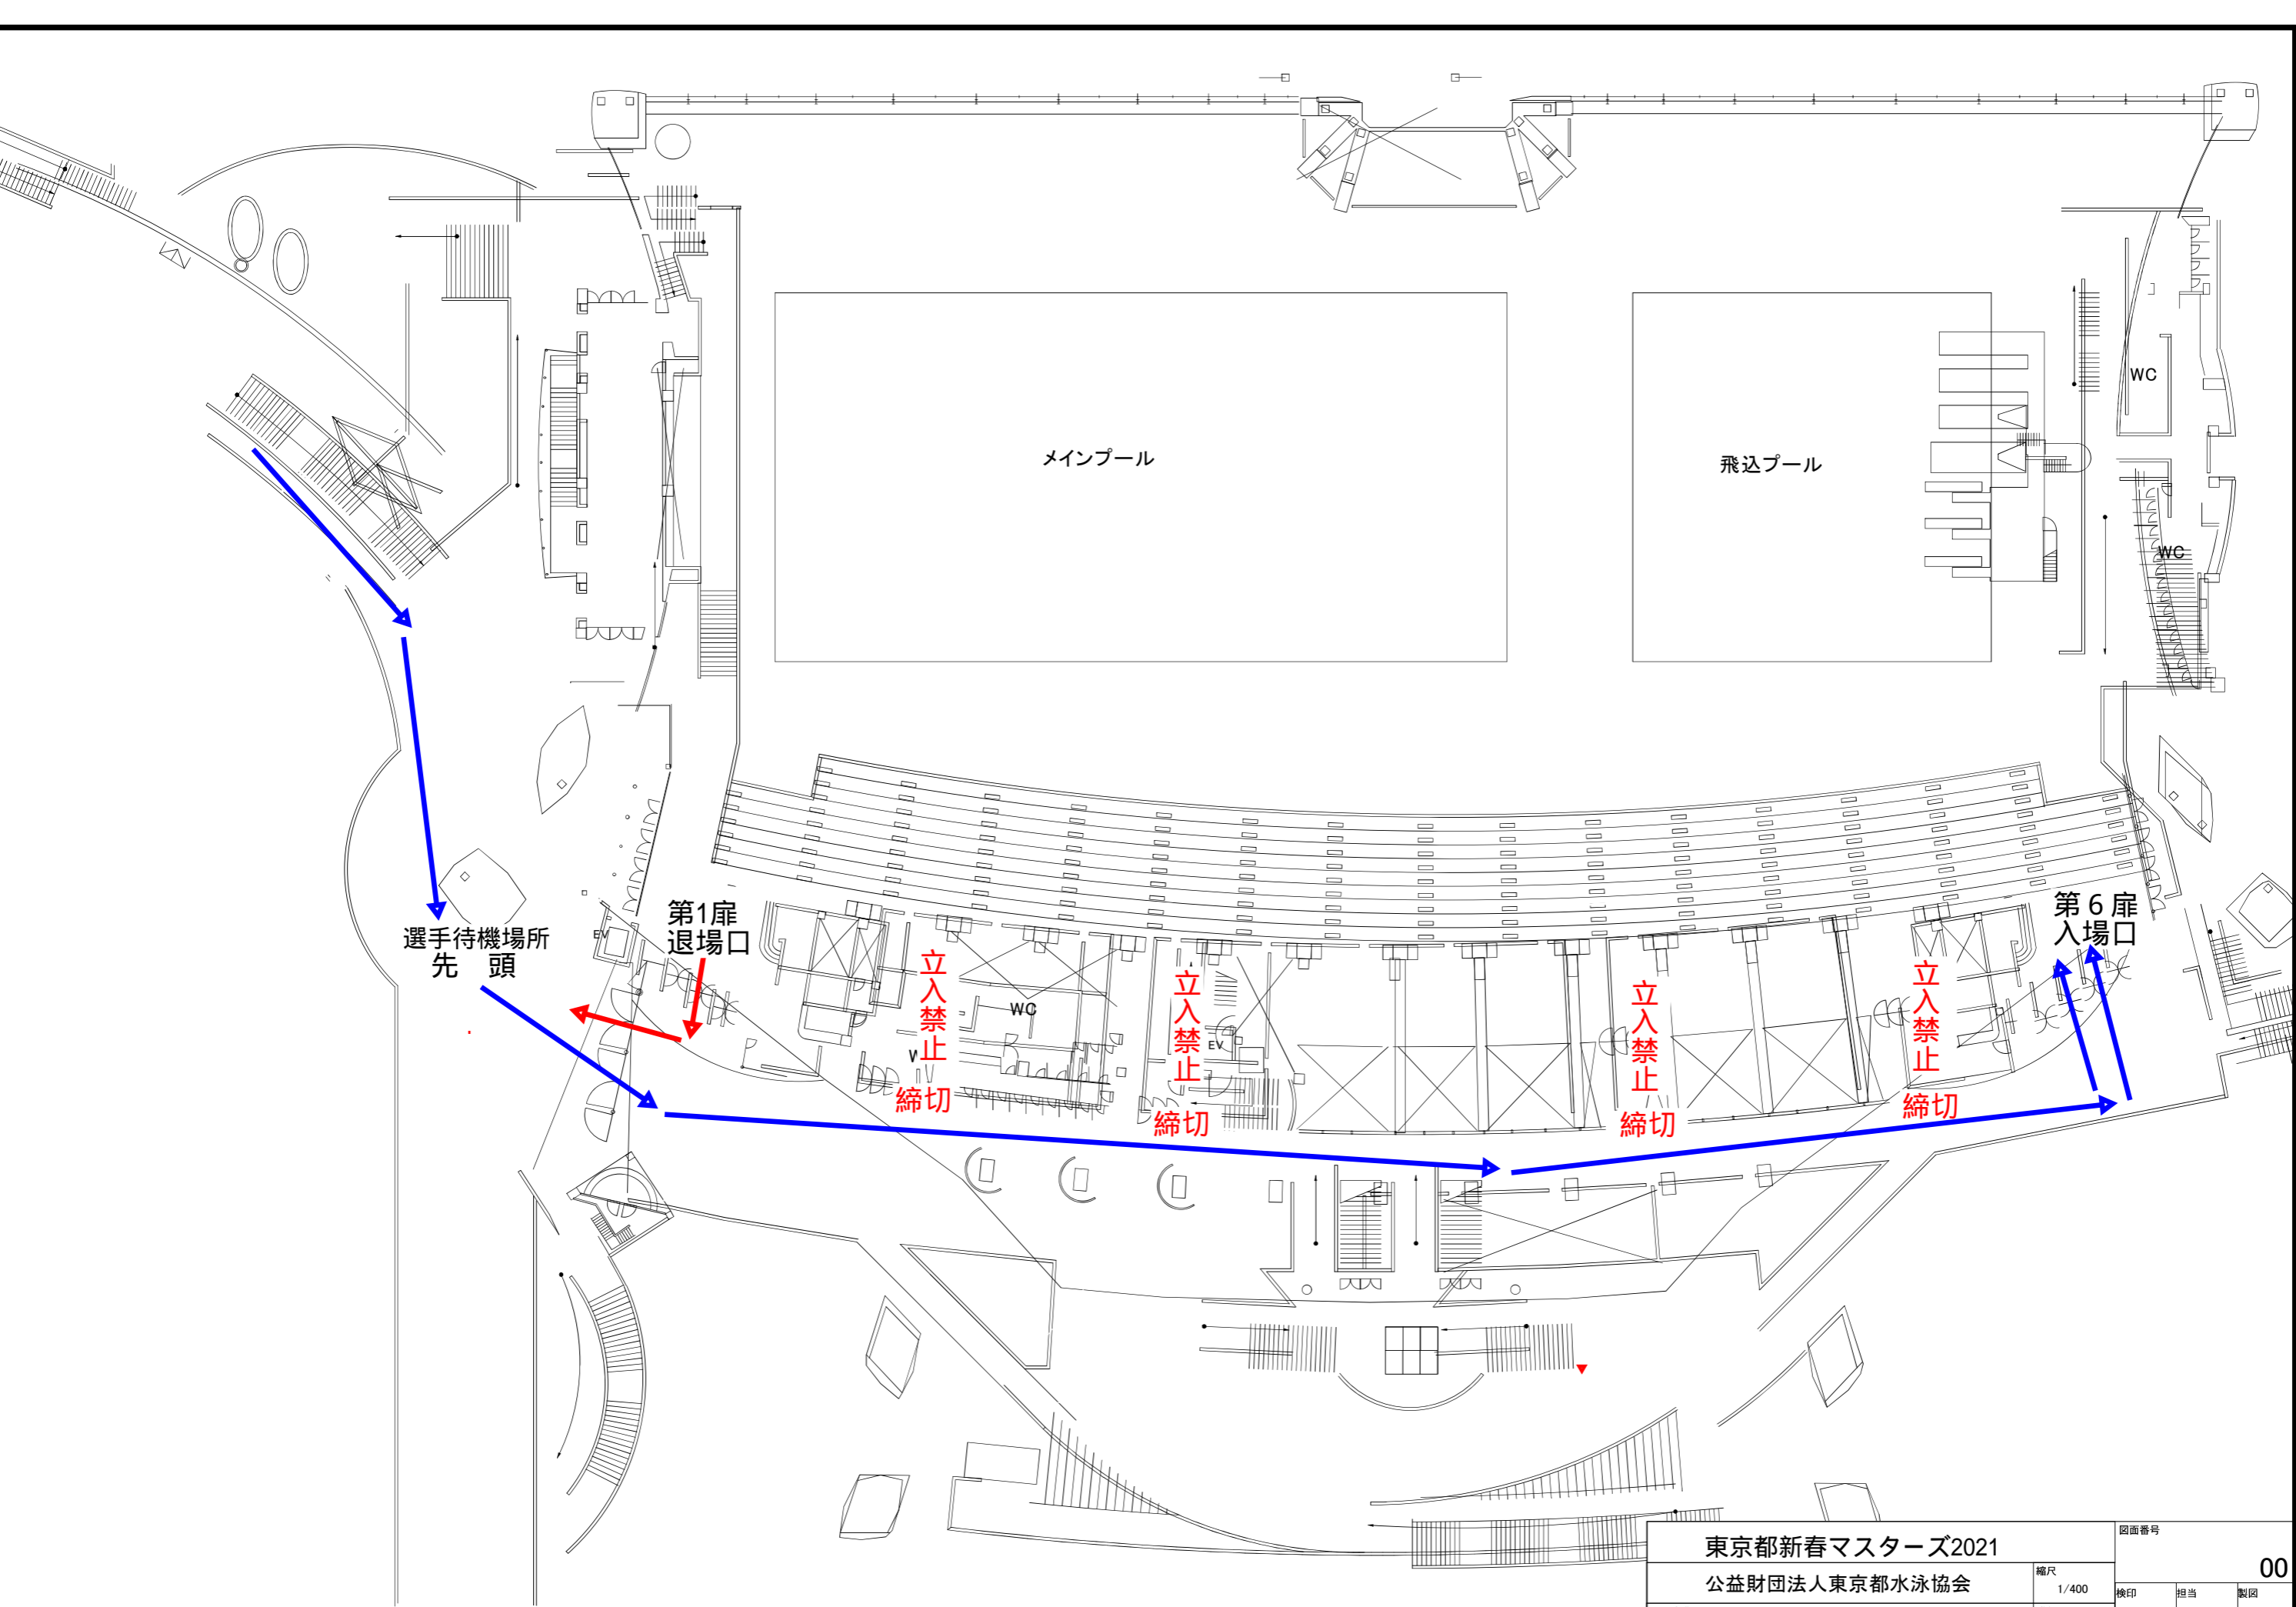 メインプール
飛込プール
WC
WC
第1扉
退場口
第６扉
入場口
選手待機場所
先　頭
EV
立入禁止
締切
WC
立入禁止
EV
締切
立入禁止
締切
立入禁止
締切
東京都新春マスターズ2021
図面番号
00
公益財団法人東京都水泳協会
縮尺
1/400
検印
担当
製図